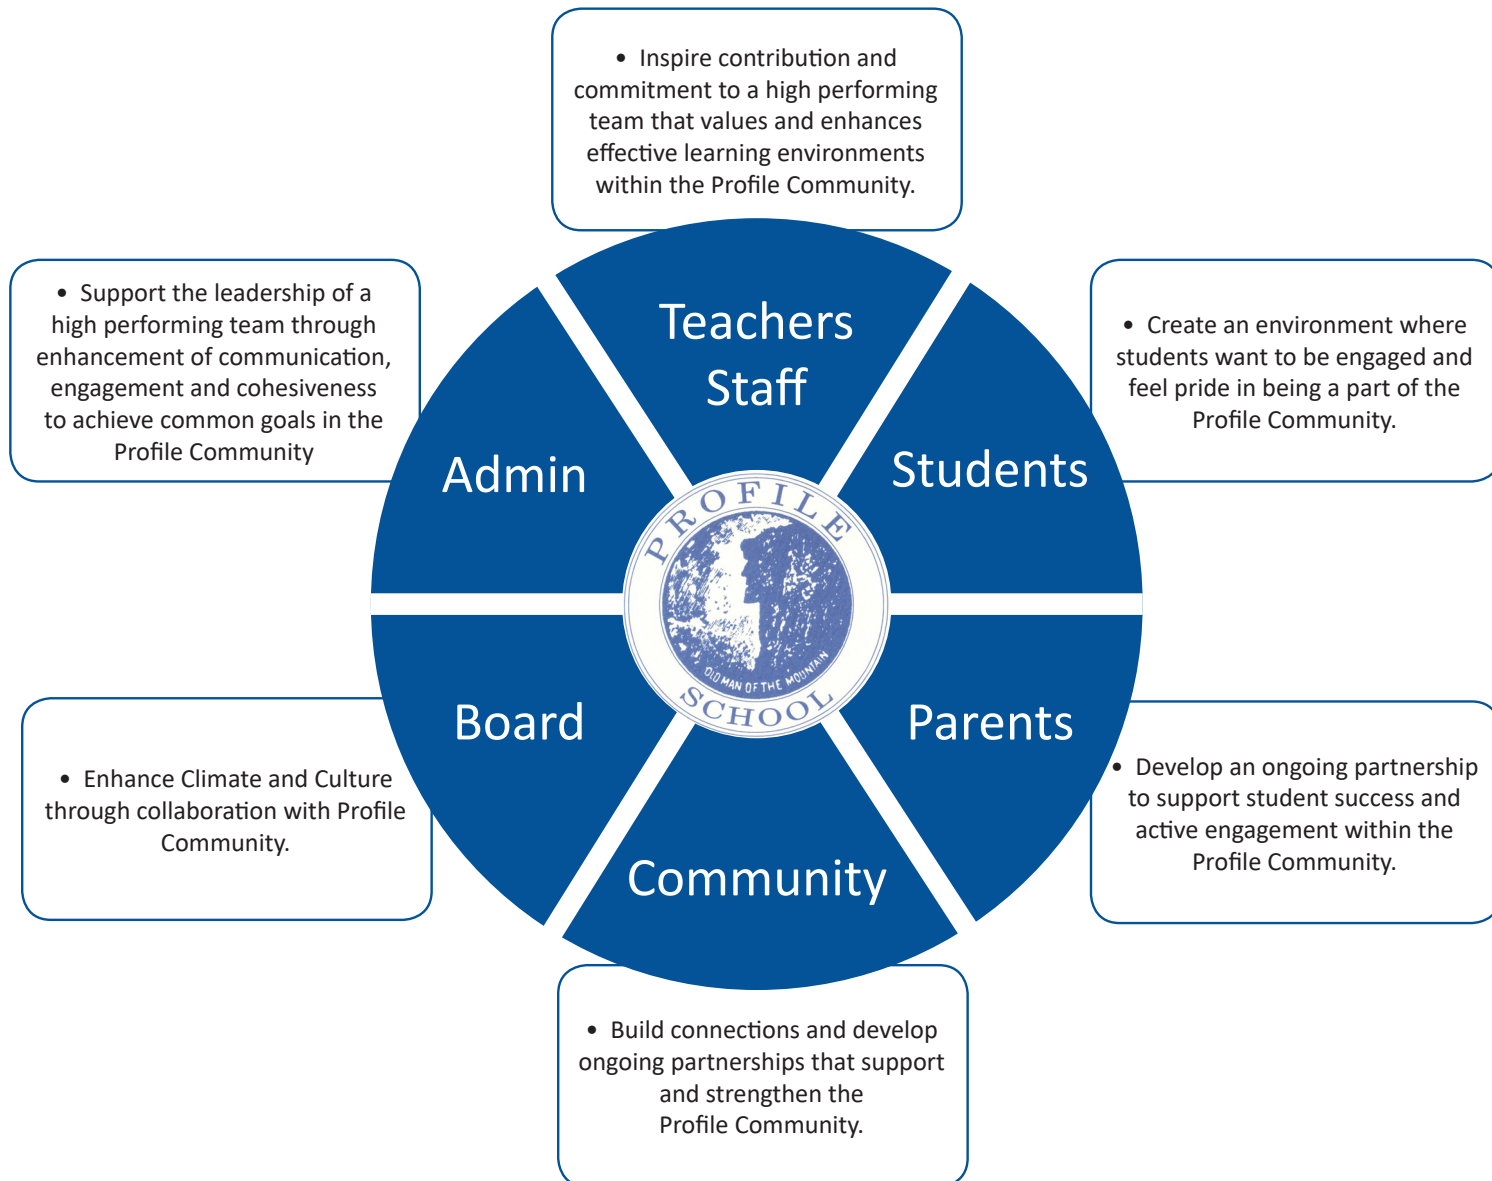 • Inspire contribution and
commitment to a high performing
team that values and enhances
effective learning environments
within the Profile Community.
• Support the leadership of a
high performing team through
enhancement of communication,
engagement and cohesiveness
to achieve common goals in the
Profile Community
• Create an environment where
students want to be engaged and
feel pride in being a part of the
Profile Community.
Teachers
Staff
Admin
Students
PROFILE
OLD MAN OF THE MOUNTAIN
SCHOOL
Board
Parents
Community
• Enhance Climate and Culture
through collaboration with Profile
Community.
• Develop an ongoing partnership
to support student success and
active engagement within the
Profile Community.
• Build connections and develop
ongoing partnerships that support
and strengthen the
Profile Community.